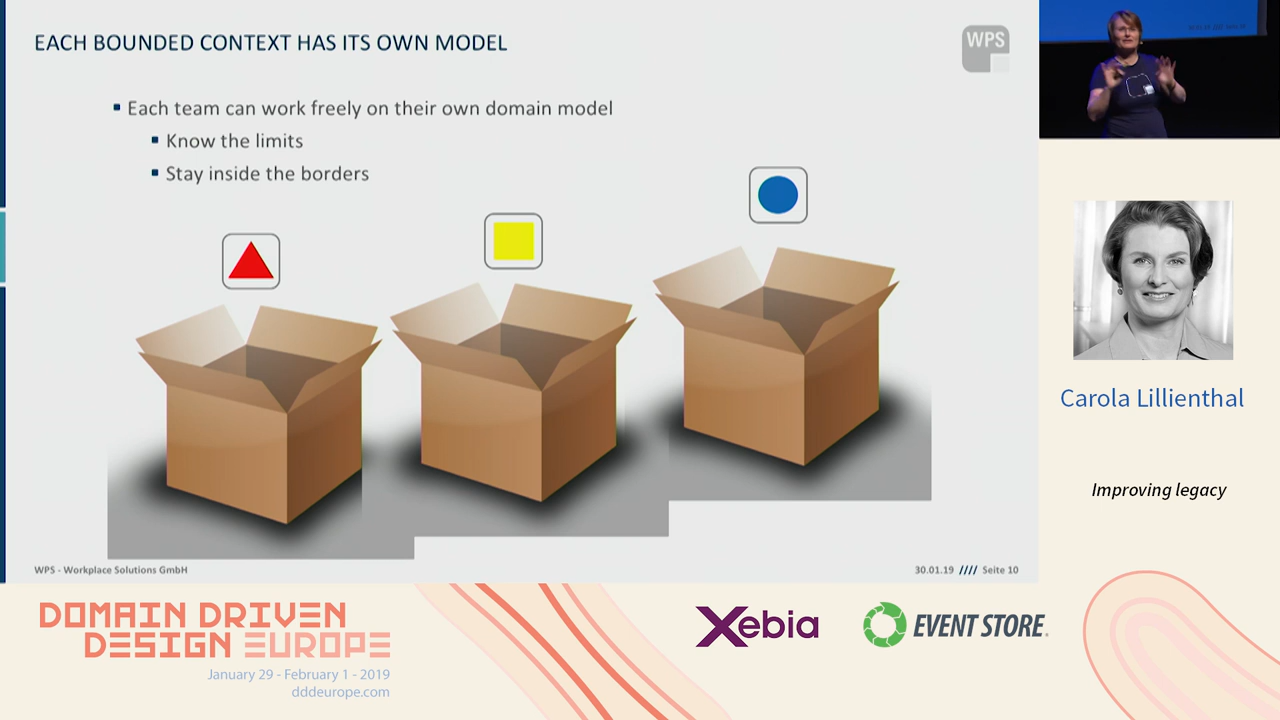 EACH BOUNDED CONTEXT HAS ITS OWN MODEL
WPS
Each team can work freely on their own domain model
Know the limits
Stay inside the borders
WPS - Workplace Solutions GmbH
30.01.19 //// Seite 10
Carola Lillienthal
Improving legacy
DOMAIN DRIVEN
DESIGN EUROPE
January 29 - February 1 - 2019
dddeurope.com
Xebia
EVENT STORE.